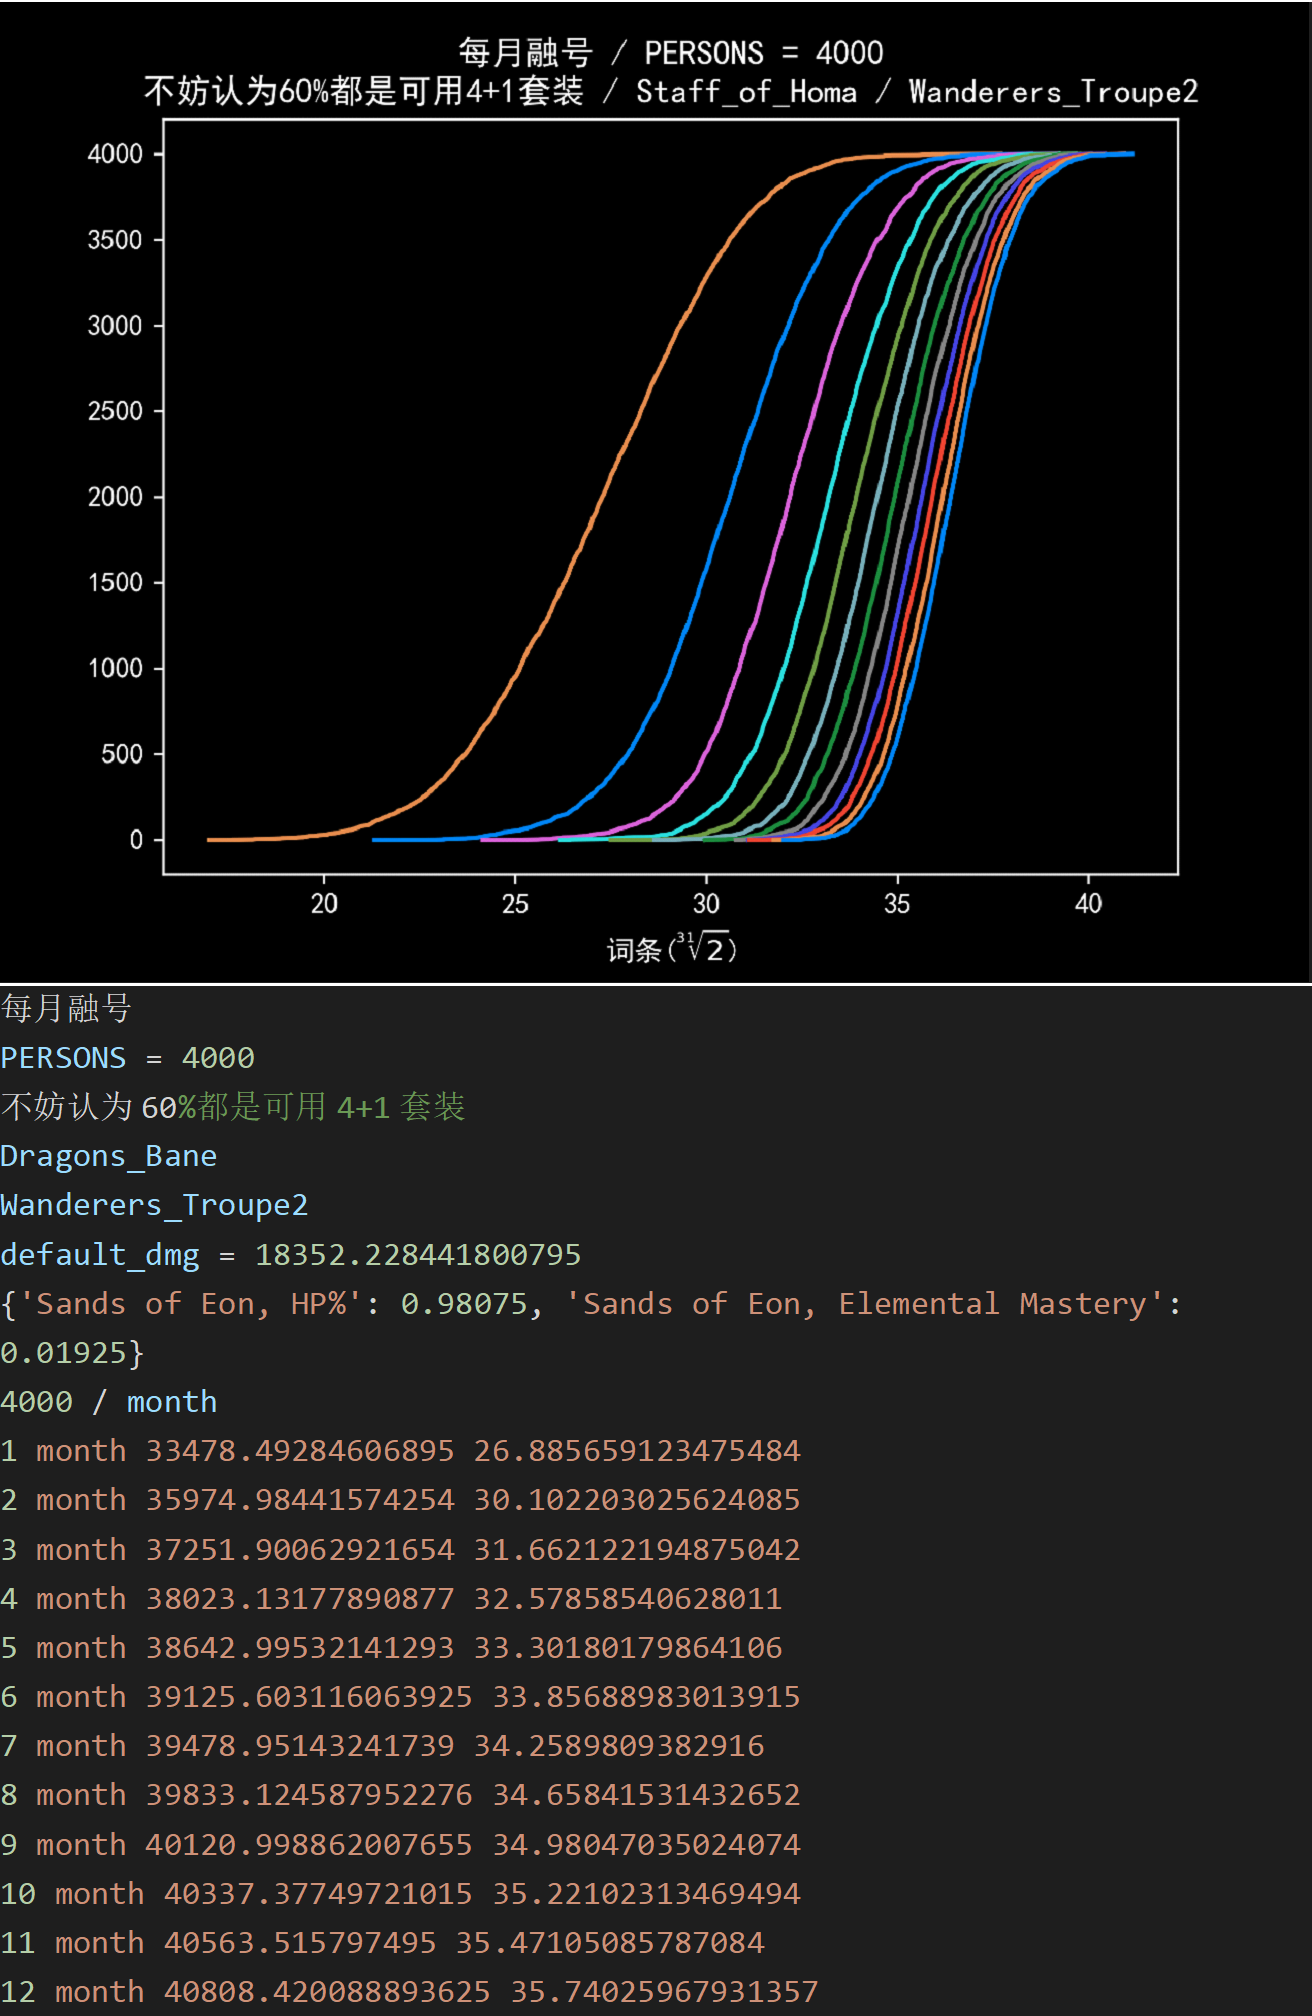 每月融号 / PERSONS = 4000
不妨认为60%都是可用4+1套装 / Staff_of_Homa / Wanderers_Troupe2
4000
3500
3000
2500
2000
1500
1000
500
0
20 25 30 35 40
词条(³¹√2)
每月融号
PERSONS = 4000
不妨认为 60%都是可用 4+1 套装
Dragons_Bane
Wanderers_Troupe2
default_dmg = 18352.228441800795
{'Sands of Eon, HP%': 0.98075, 'Sands of Eon, Elemental Mastery':
0.01925}
4000 / month
1 month 33478.49284606895 26.885659123475484
2 month 35974.98441574254 30.102203025624085
3 month 37251.90062921654 31.662122194875042
4 month 38023.13177890877 32.57858540628011
5 month 38642.99532141293 33.30180179864106
6 month 39125.603116063925 33.85688983013915
7 month 39478.95143241739 34.2589809382916
8 month 39833.124587952276 34.65841531432652
9 month 40120.998862007655 34.98047035024074
10 month 40337.37749721015 35.22102313469494
11 month 40563.515797495 35.47105085787084
12 month 40808.420088893625 35.74025967931357